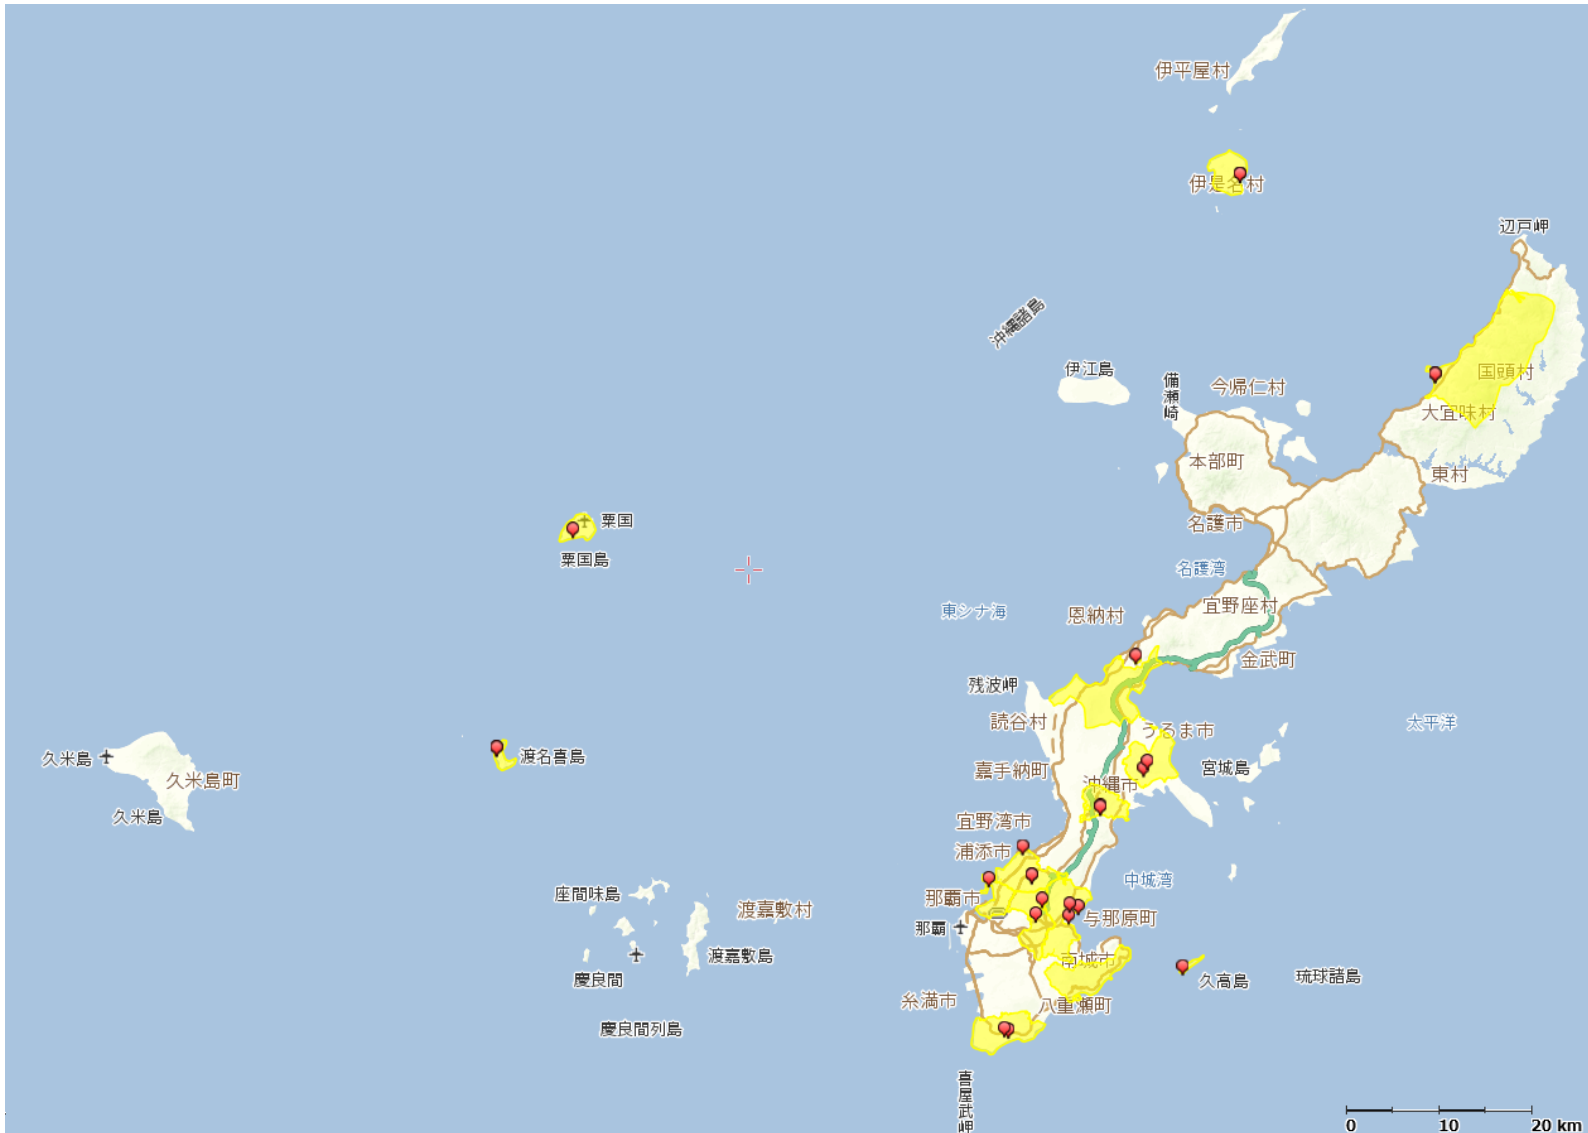 伊平屋村
伊是名村
辺戸岬
沖縄諸島
伊江島
備瀬崎
今帰仁村
国頭村
大宜味村
本部町
東村
粟国
名護市
粟国島
名護湾
東シナ海
恩納村
宜野座村
金武町
残波岬
読谷村
うるま市
太平洋
久米島
渡名喜島
嘉手納町
宮城島
久米島町
沖縄市
久米島
宜野湾市
浦添市
座間味島
中城湾
那覇市
渡嘉敷村
与那原町
那覇
渡嘉敷島
南城市
慶良間
久高島
琉球諸島
糸満市
八重瀬町
慶良間列島
喜屋武岬
0 10 20 km